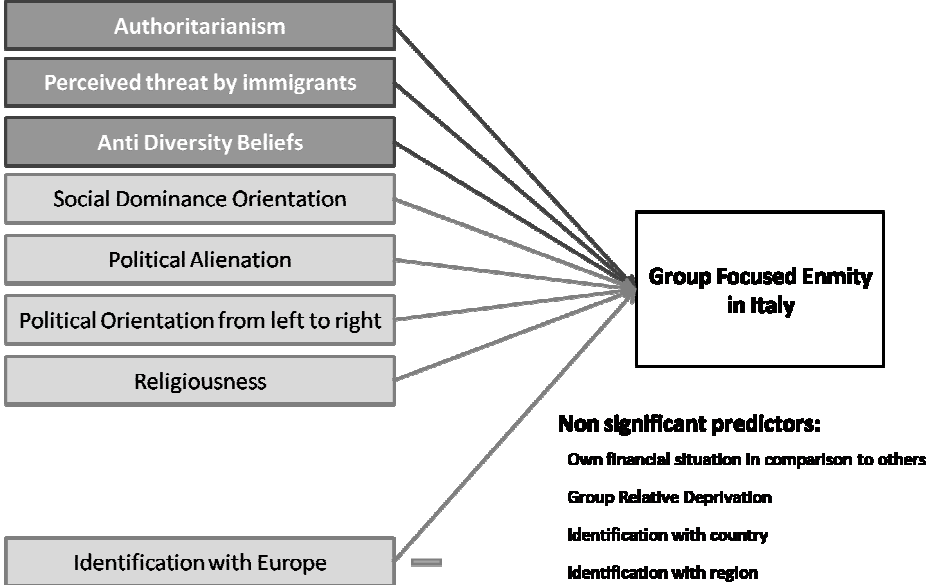 Authoritarianism
Perceived threat by immigrants
Anti Diversity Beliefs
Social Dominance Orientation
Political Alienation
Political Orientation from left to right
Religiousness
Identification with Europe
Group Focused Enmity
in Italy
Non significant predictors:
Own financial situation in comparison to others
Group Relative Deprivation
Identification with country
Identification with region